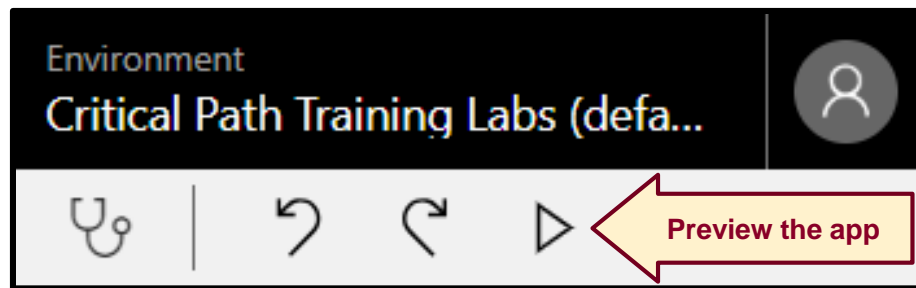 Environment
Critical Path Training Labs (defa...
Preview the app